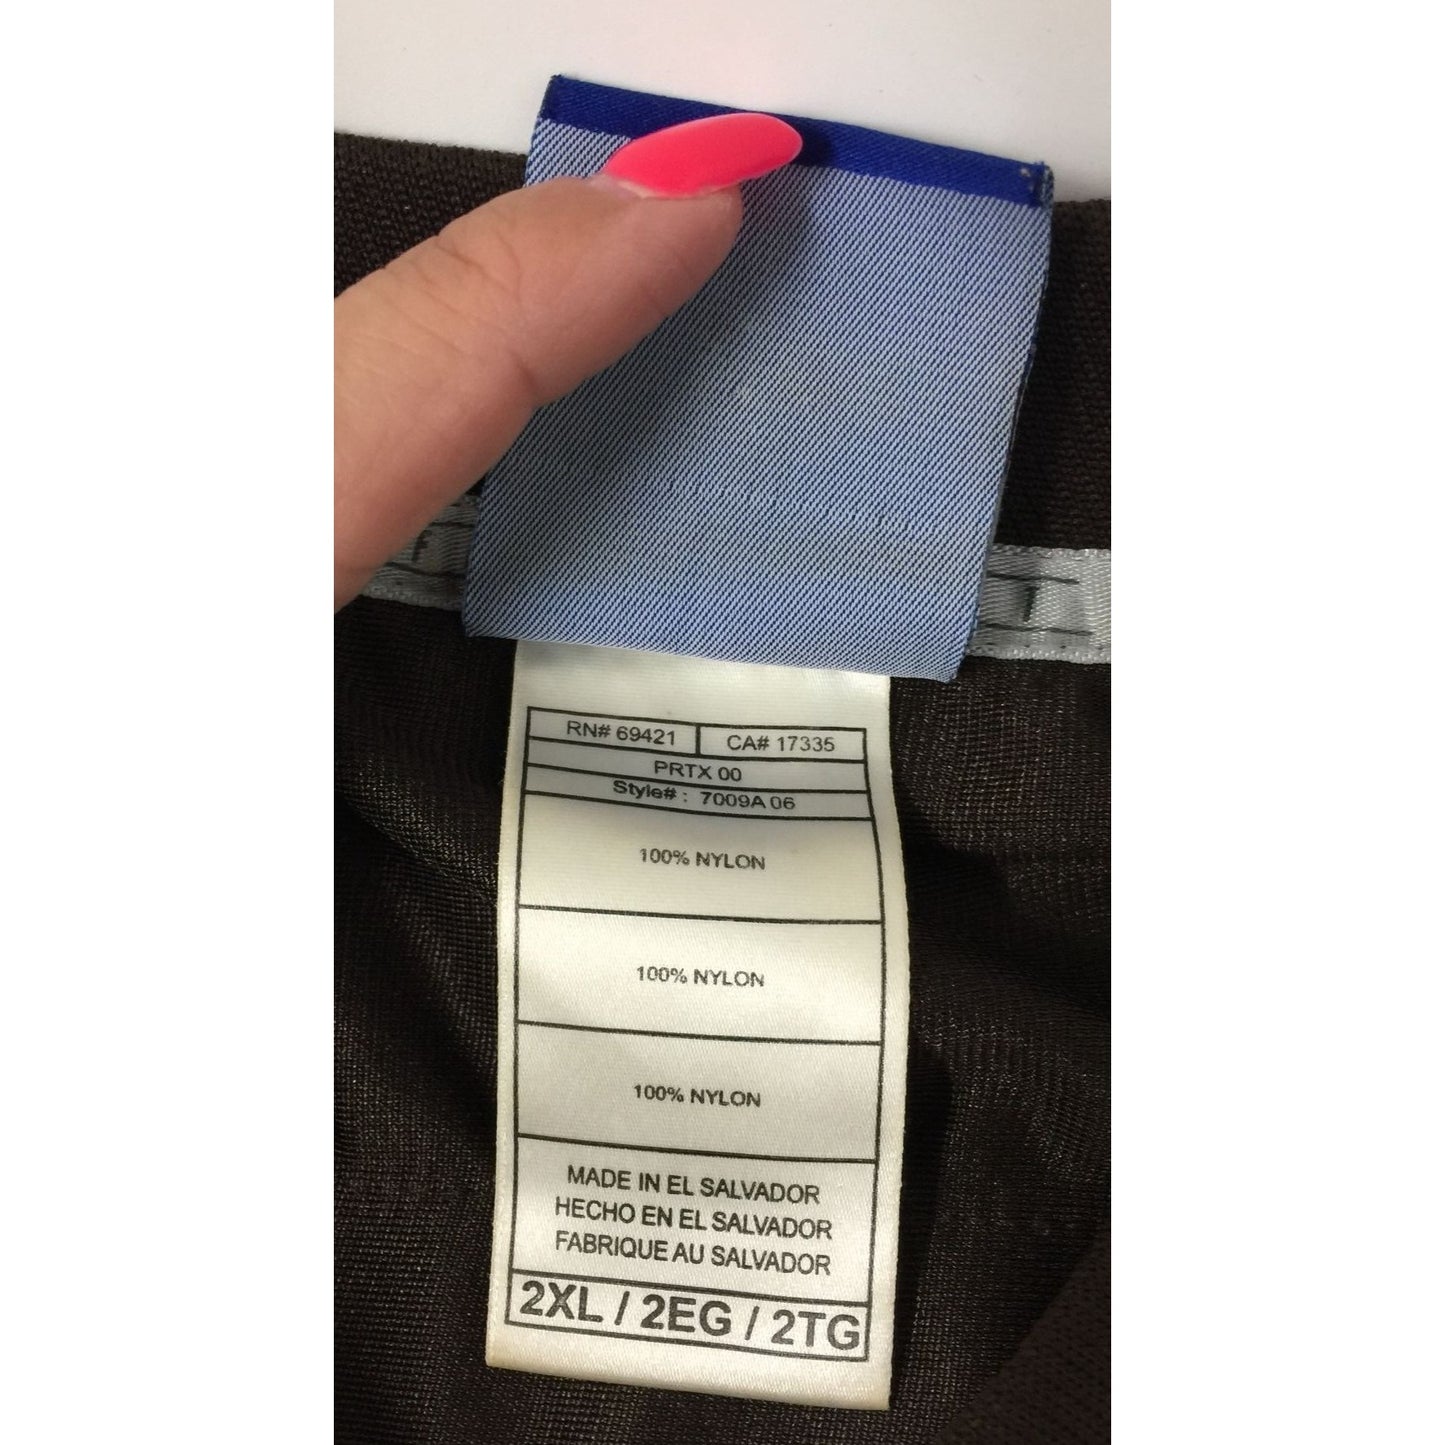 F
T
RN# 69421 CA# 17335
PRTX 00
Style# : 7009A 06
100% NYLON
100% NYLON
100% NYLON
MADE IN EL SALVADOR
HECHO EN EL SALVADOR
FABRIQUE AU SALVADOR
2XL / 2EG / 2TG